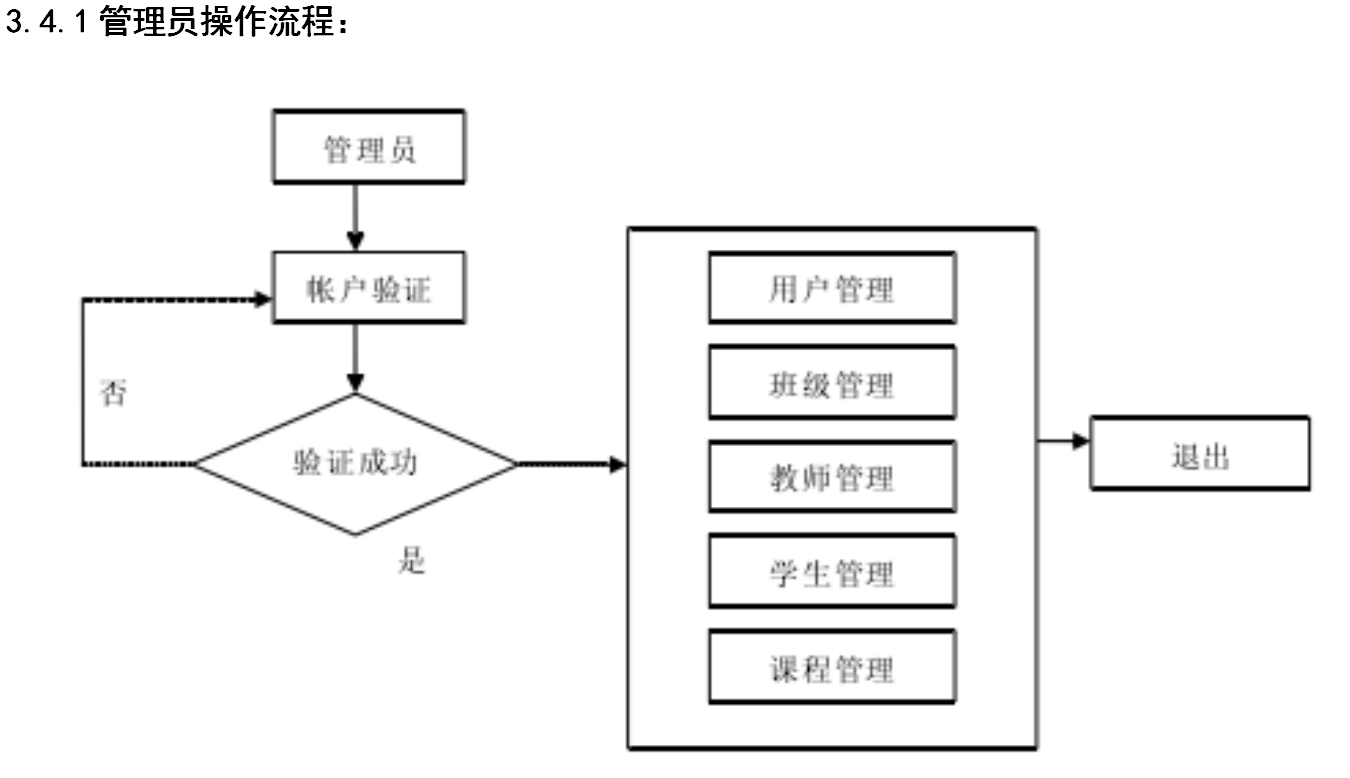 3.4.1 管理员操作流程：
管理员
帐户验证
否
验证成功
是
用户管理
班级管理
教师管理
学生管理
课程管理
退出